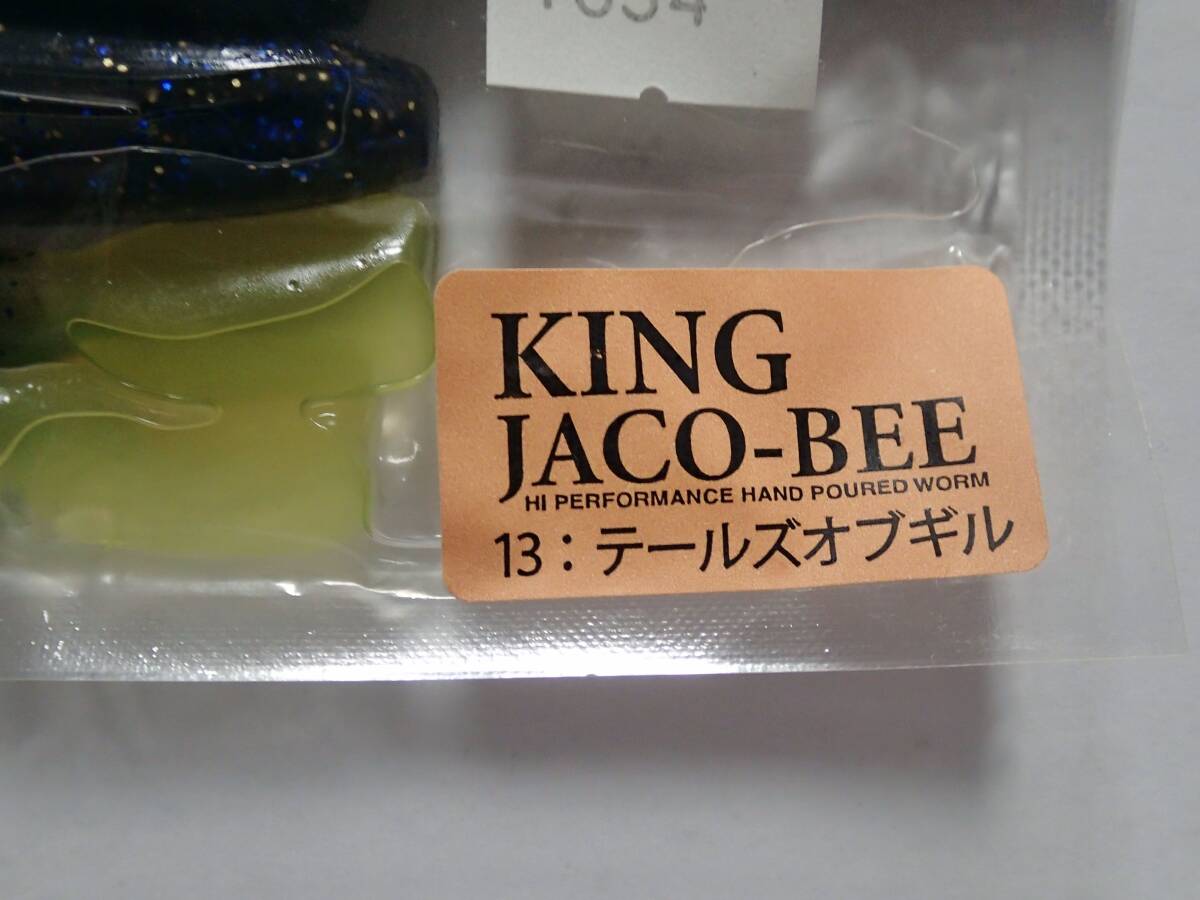 KING
JACO-BEE
HI PERFORMANCE HAND POURED WORM
13：テールズオブギル